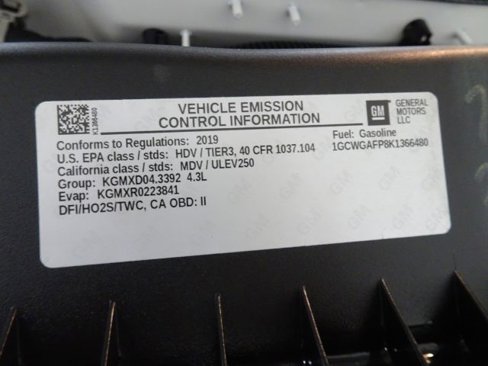 K1366480
VEHICLE EMISSION
CONTROL INFORMATION
GM
GENERAL
MOTORS
LLC
Conforms to Regulations: 2019
Fuel: Gasoline
U.S. EPA class / stds: HDV / TIER3, 40 CFR 1037.104
1GCWGAFP8K1366480
California class / stds: MDV / ULEV250
Group: KGMXD04.3392 4.3L
Evap: KGMXR0223841
DFI/HO2S/TWC, CA OBD: II